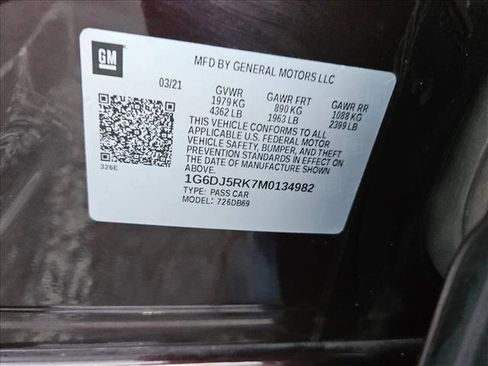 GM
MFD BY GENERAL MOTORS LLC
03/21 GVWR GAWR FRT GAWR RR
1979 KG 890 KG 1088 KG
4362 LB 1963 LB 2399 LB
THIS VEHICLE CONFORMS TO ALL
APPLICABLE U.S. FEDERAL MOTOR
VEHICLE SAFETY, BUMPER, AND THEFT
PREVENTION STANDARDS IN EFFECT ON
THE DATE OF MANUFACTURE SHOWN
ABOVE.
326E
1G6DJ5RK7M0134982
TYPE: PASS CAR
MODEL: 726DB69